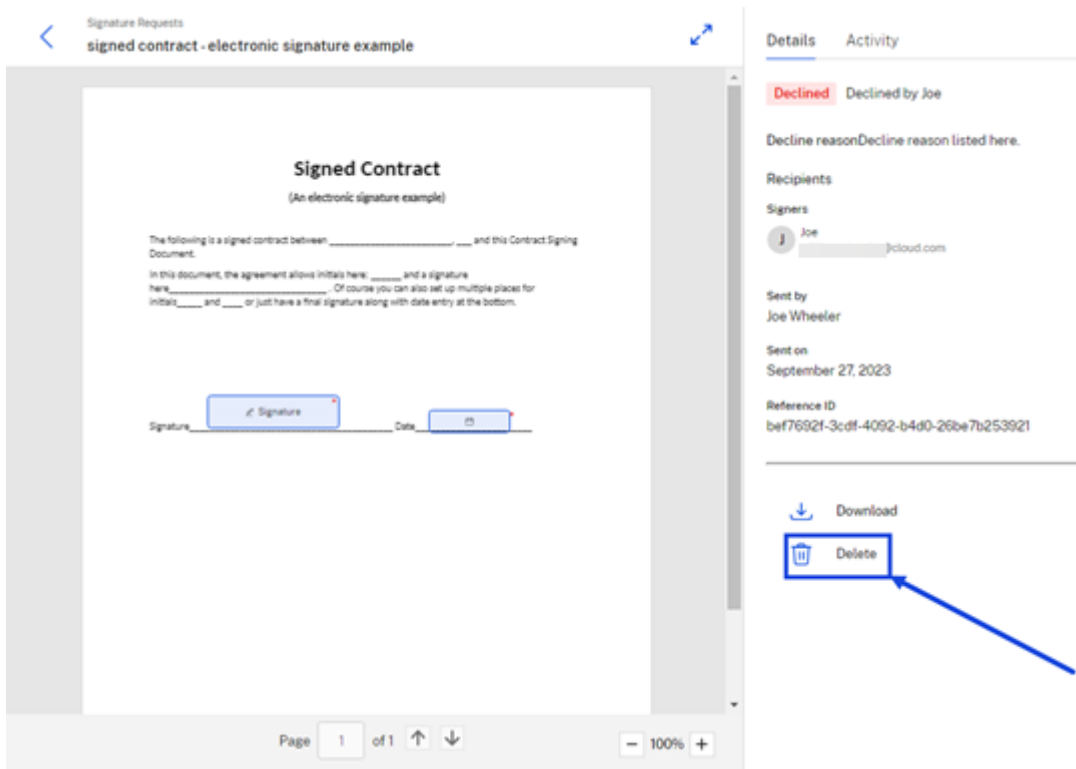 Signature Requests
signed contract - electronic signature example
Signed Contract
(An electronic signature example)
The following is a signed contract between ______________________, ___ and this Contract Signing
Document.
In this document, the agreement allows initials here: ______ and a signature
here____________________________ . Of course you can also set up multiple places for
initials_____ and ____ or just have a final signature along with date entry at the bottom.
Signature
Signature____________________________________ Date____________________
Page 1 of 1
100%
Details Activity
Declined Declined by Joe
Decline reasonDecline reason listed here.
Recipients
Signers
J Joe
cloud.com
Sent by
Joe Wheeler
Sent on
September 27, 2023
Reference ID
bef7692f-3cdf-4092-b4d0-26be7b253921
Download
Delete